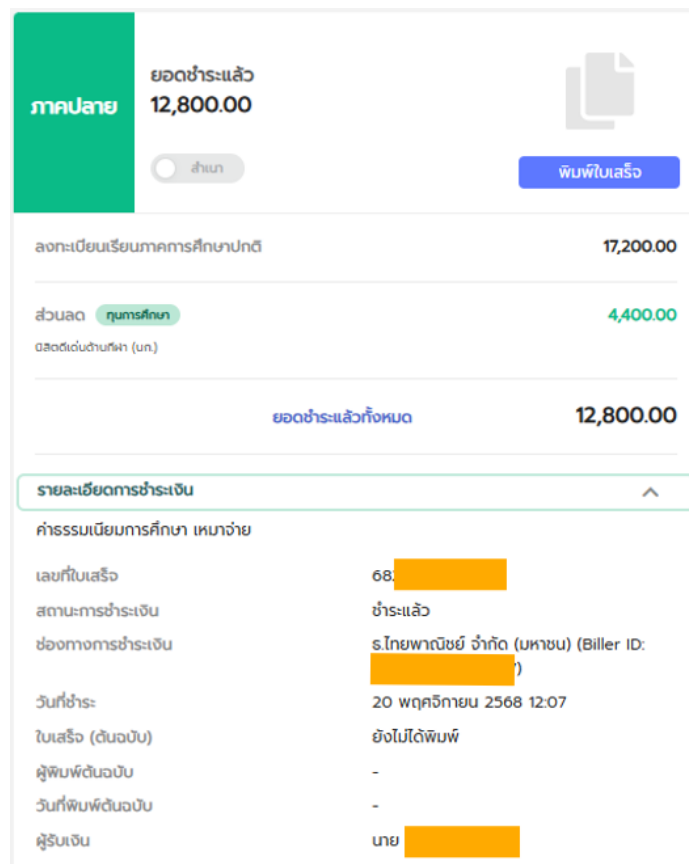 ภาคปลาย
ยอดชำระแล้ว
12,800.00
สำเนา
พิมพ์ใบเสร็จ
ลงทะเบียนเรียนภาคการศึกษาปกติ 17,200.00
ส่วนลด ทุนการศึกษา 4,400.00
นิสิตดีเด่นด้านกีฬา (นก.)
ยอดชำระแล้วทั้งหมด 12,800.00
รายละเอียดการชำระเงิน
ค่าธรรมเนียมการศึกษา เหมาจ่าย
เลขที่ใบเสร็จ 68
สถานะการชำระเงิน ชำระแล้ว
ช่องทางการชำระเงิน ธ.ไทยพาณิชย์ จำกัด (มหาชน) (Biller ID:
)
วันที่ชำระ 20 พฤศจิกายน 2568 12:07
ใบเสร็จ (ต้นฉบับ) ยังไม่ได้พิมพ์
ผู้พิมพ์ต้นฉบับ -
วันที่พิมพ์ต้นฉบับ -
ผู้รับเงิน นาย